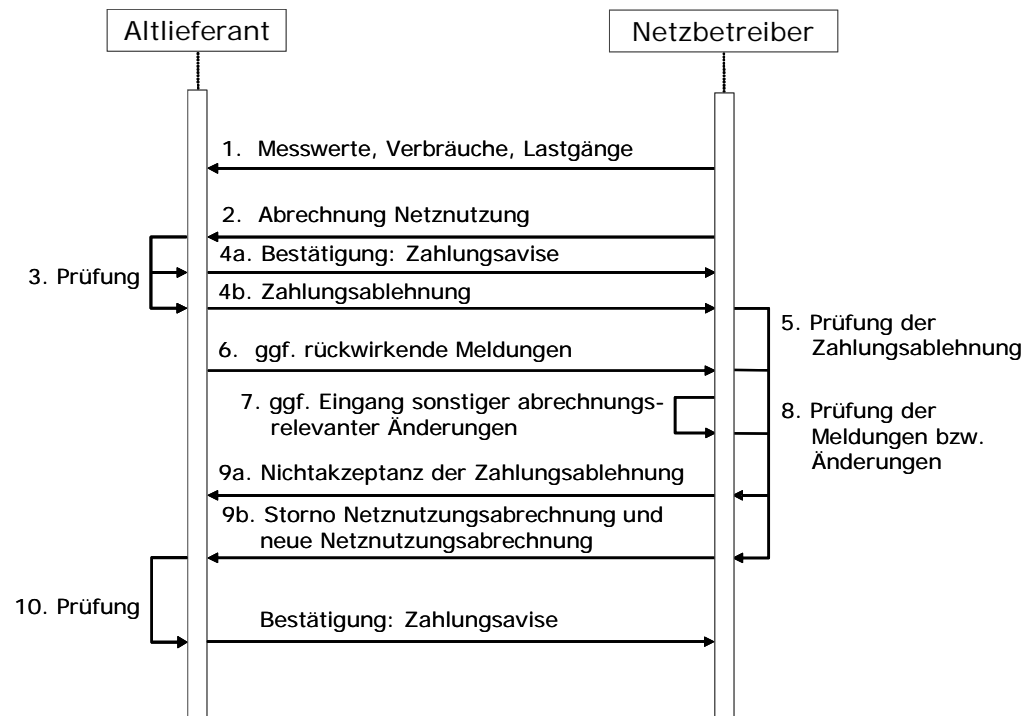 Altlieferant
Netzbetreiber
1. Messwerte, Verbräuche, Lastgänge
2. Abrechnung Netznutzung
3. Prüfung
4a. Bestätigung: Zahlungsavise
4b. Zahlungsablehnung
5. Prüfung der
Zahlungsablehnung
6. ggf. rückwirkende Meldungen
7. ggf. Eingang sonstiger abrechnungs-
relevanter Änderungen
8. Prüfung der
Meldungen bzw.
Änderungen
9a. Nichtakzeptanz der Zahlungsablehnung
9b. Storno Netznutzungsabrechnung und
neue Netznutzungsabrechnung
10. Prüfung
Bestätigung: Zahlungsavise